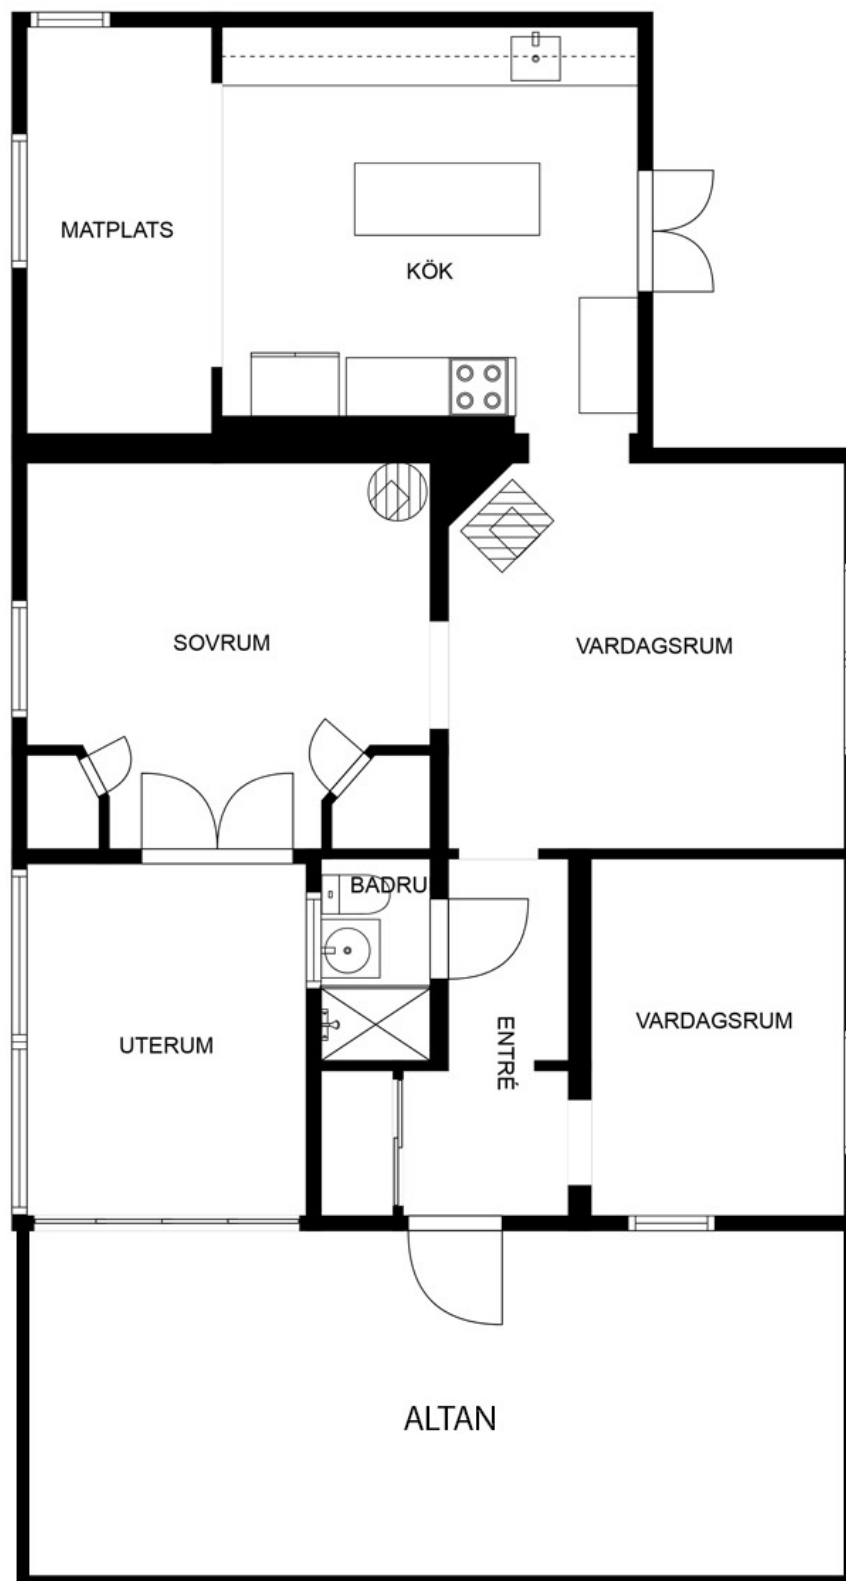 MATPLATS
KÖK
SOVRUM
VARDAGSRUM
BADRU
UTERUM
ENTRÉ
VARDAGSRUM
ALTAN